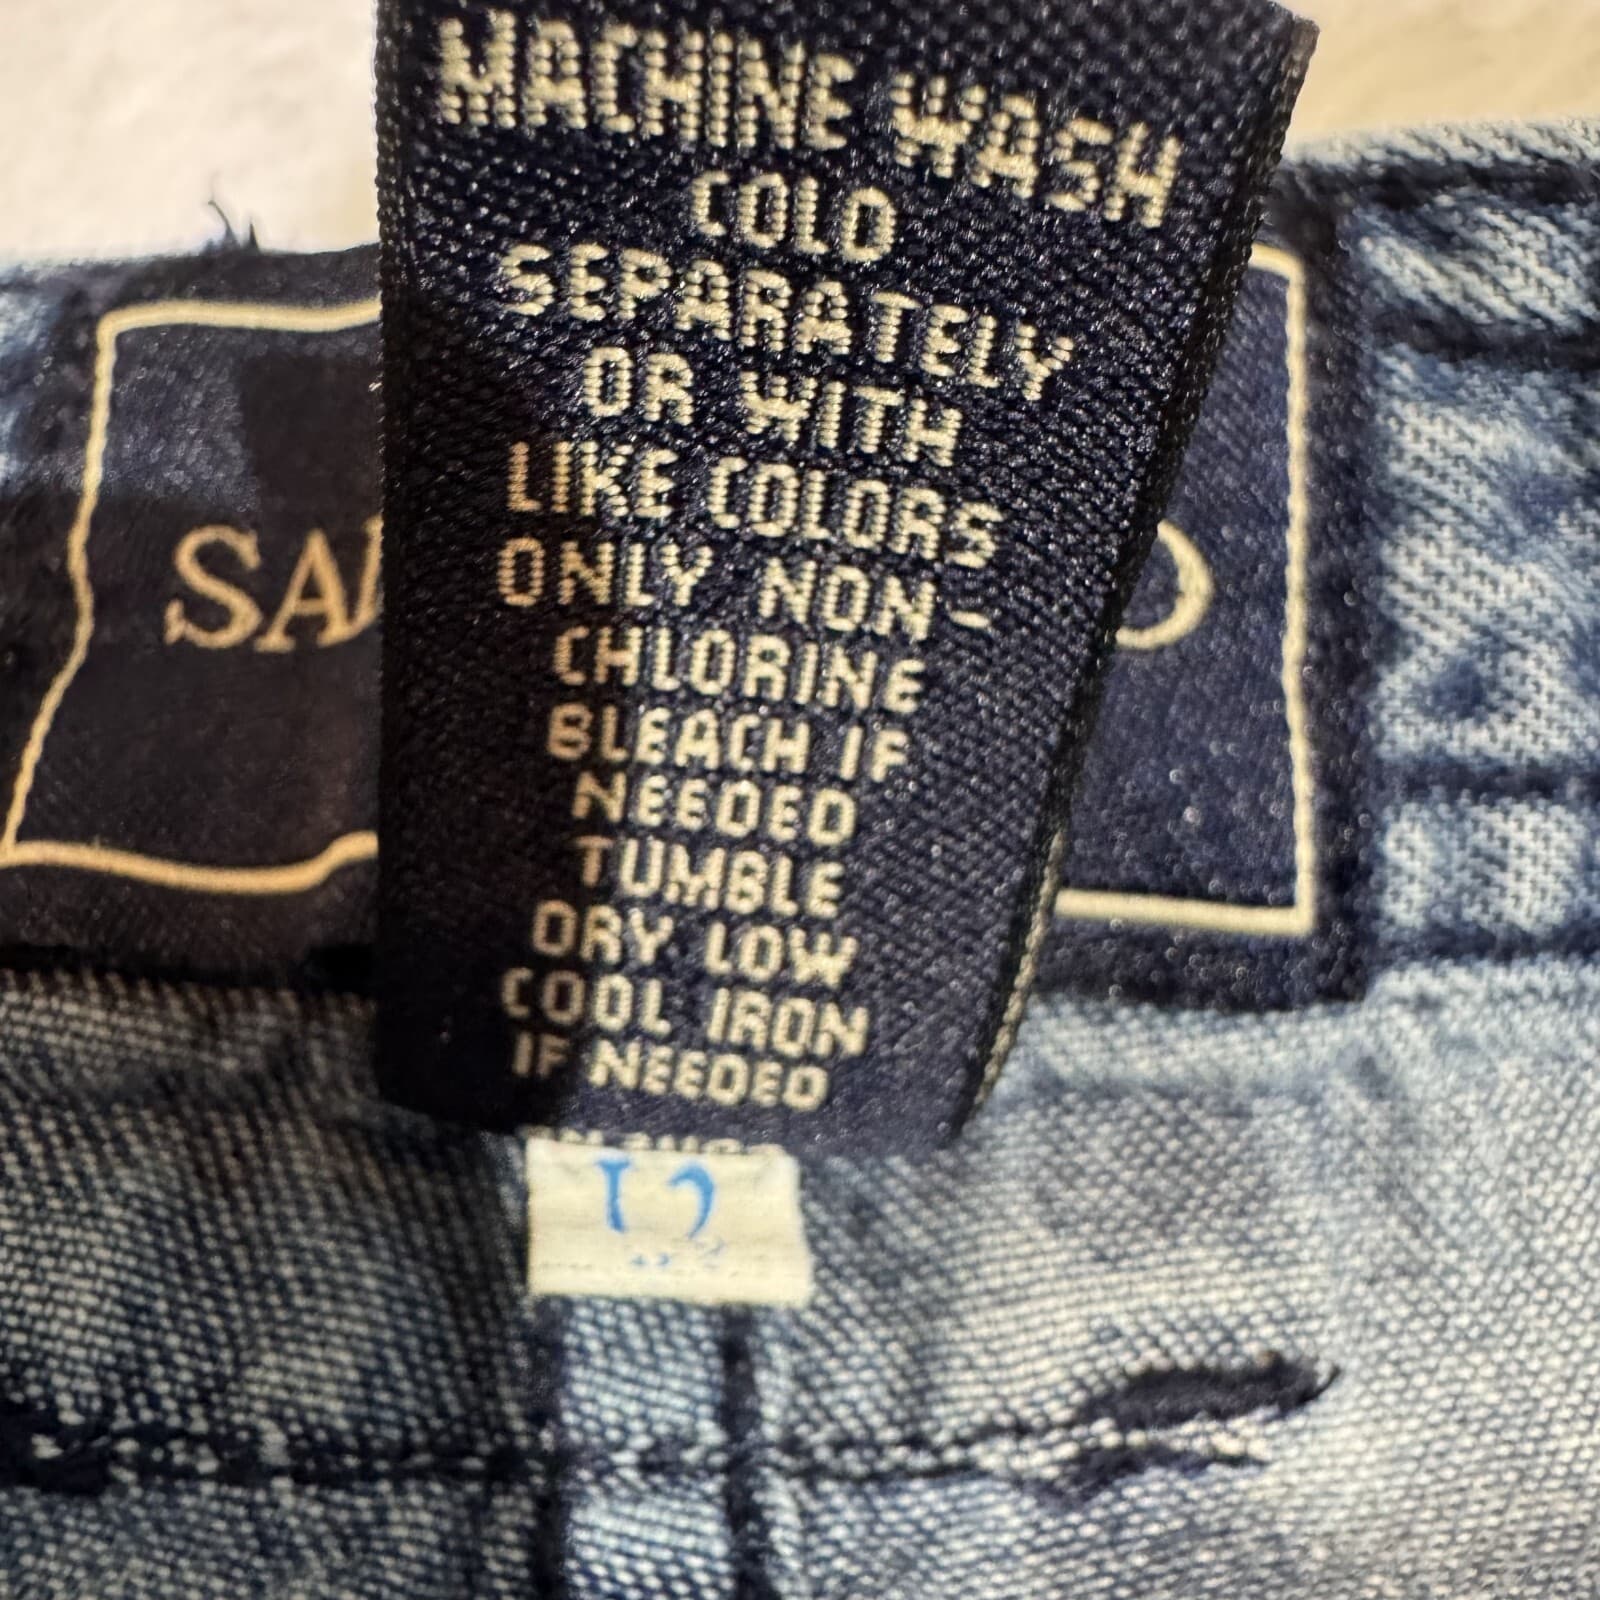 MACHINE WASH
COLD
SEPARATELY
OR WITH
LIKE COLORS
ONLY NON-
CHLORINE
BLEACH IF
NEEDED
TUMBLE
DRY LOW
COOL IRON
IF NEEDED